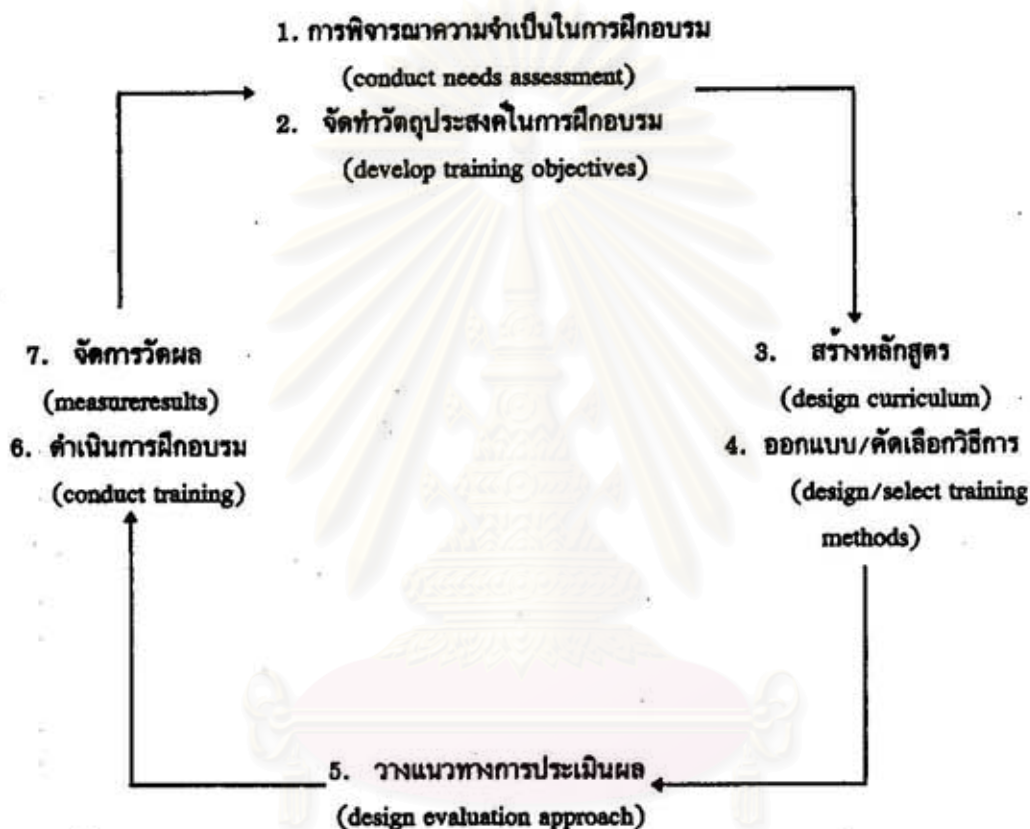 1. การพิจารณาความจำเป็นในการฝึกอบรม
(conduct needs assessment)
2. จัดทำวัตถุประสงค์ในการฝึกอบรม
(develop training objectives)
3. สร้างหลักสูตร
(design curriculum)
4. ออกแบบ/คัดเลือกวิธีการ
(design/select training
methods)
5. วางแนวทางการประเมินผล
(design evaluation approach)
7. จัดการวัดผล
(measureresults)
6. ดำเนินการฝึกอบรม
(conduct training)